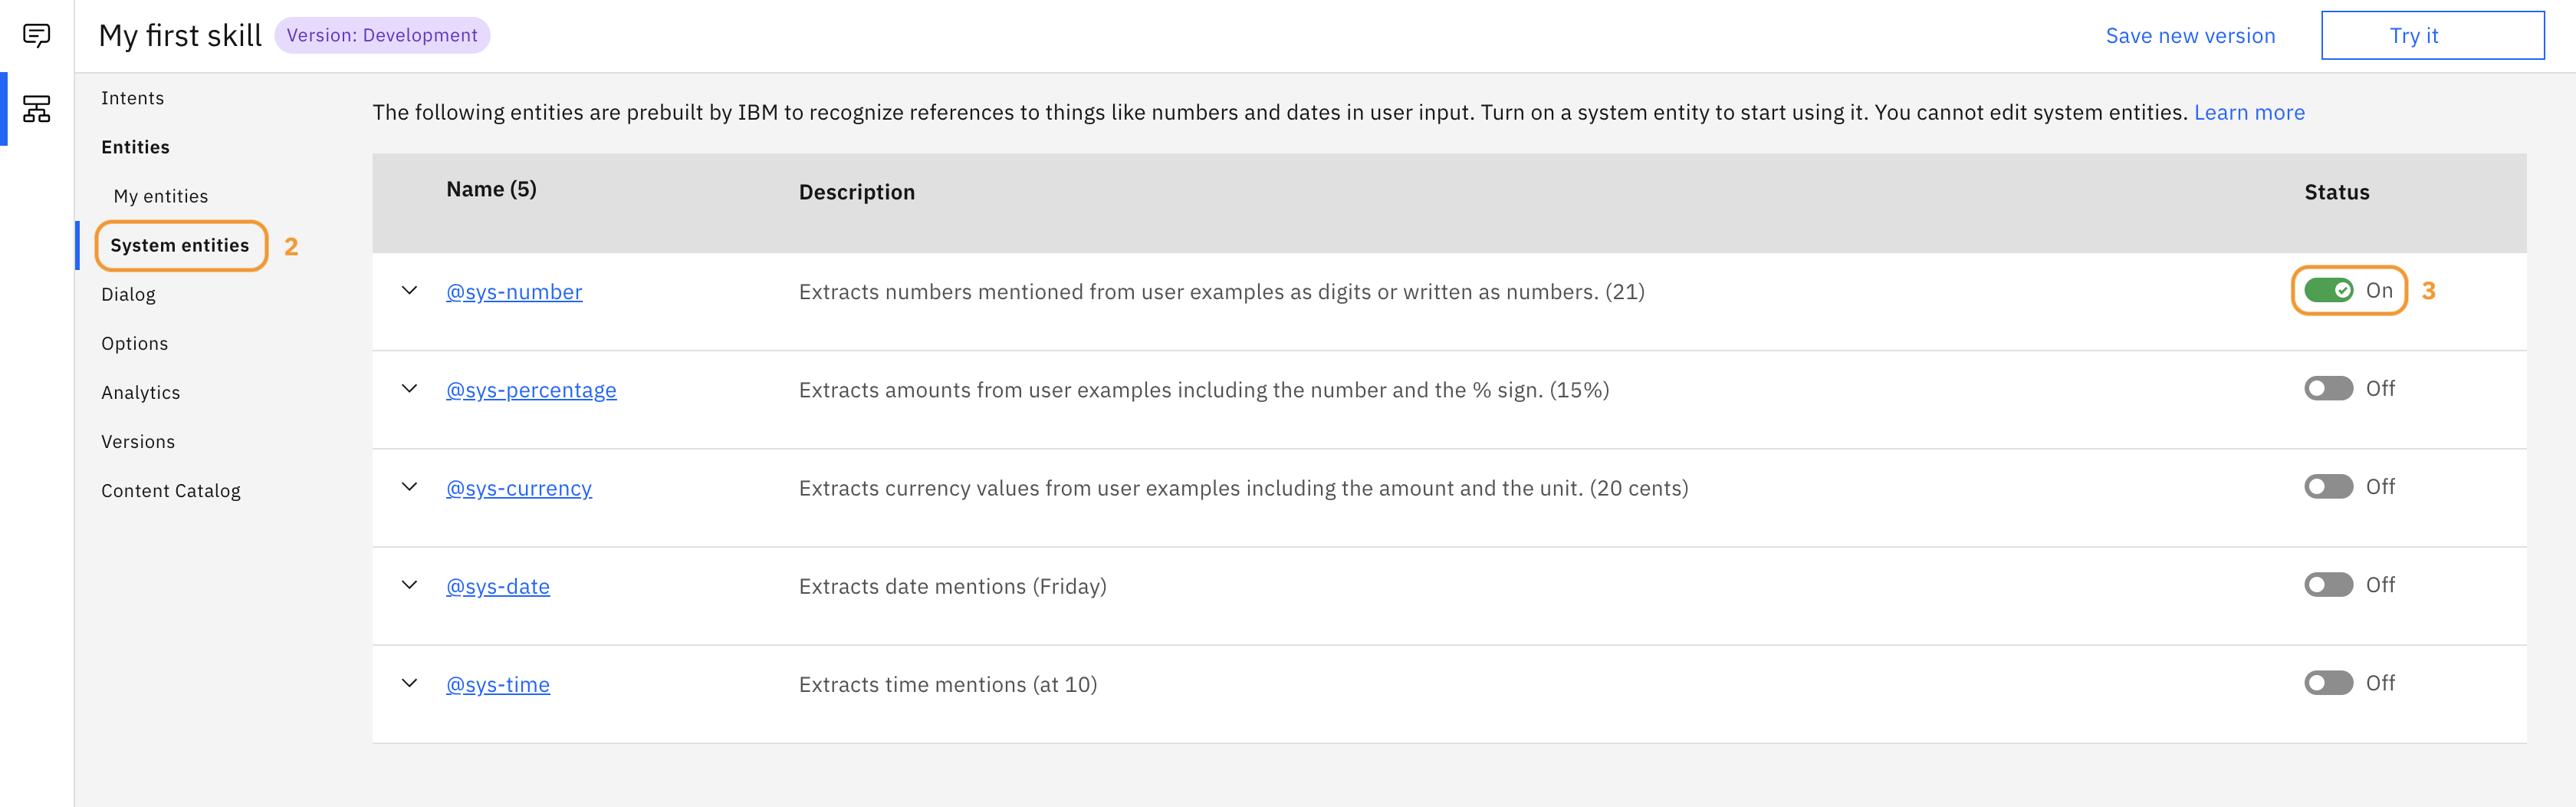 My first skill Version: Development Save new version Try it
Intents
Entities
My entities
System entities 2
Dialog
Options
Analytics
Versions
Content Catalog
The following entities are prebuilt by IBM to recognize references to things like numbers and dates in user input. Turn on a system entity to start using it. You cannot edit system entities. Learn more
Name (5) Description Status
@sys-number Extracts numbers mentioned from user examples as digits or written as numbers. (21) On 3
@sys-percentage Extracts amounts from user examples including the number and the % sign. (15%) Off
@sys-currency Extracts currency values from user examples including the amount and the unit. (20 cents) Off
@sys-date Extracts date mentions (Friday) Off
@sys-time Extracts time mentions (at 10) Off